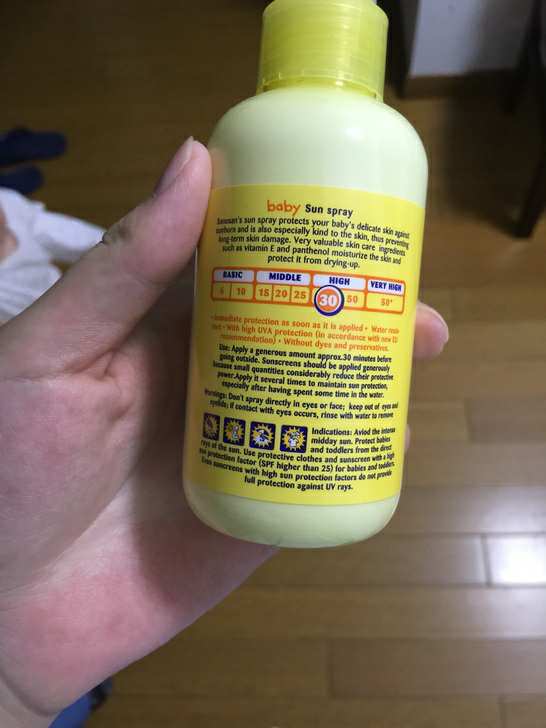 baby Sun spray
Sanosan's sun spray protects your baby's delicate skin against
sunburn and is also especially kind to the skin, thus preventing
long-term skin damage. Very valuable skin care ingredients
such as vitamin E and panthenol moisturize the skin and
protect it from drying-up.
BASIC MIDDLE HIGH VERY HIGH
6 10 15 20 25 30 50 50+
• Immediate protection as soon as it is applied • Water resis-
tant • With high UVA protection (in accordance with new EU
recommendation) • Without dyes and preservatives.
Use: Apply a generous amount approx.30 minutes before
going outside. Sunscreens should be applied generously
because small quantities considerably reduce their protective
power.Apply it several times to maintain sun protection,
especially after having spent some time in the water.
Warnings: Don't spray directly in eyes or face; keep out of eyes and
eyelids; if contact with eyes occurs, rinse with water to remove
Indications: Aviod the intense
midday sun. Protect babies
and toddlers from the direct
rays of the sun. Use protective clothes and sunscreen with a high
sun protection factor (SPF higher than 25) for babies and toddlers.
Even sunscreens with high sun protection factors do not provide
full protection against UV rays.